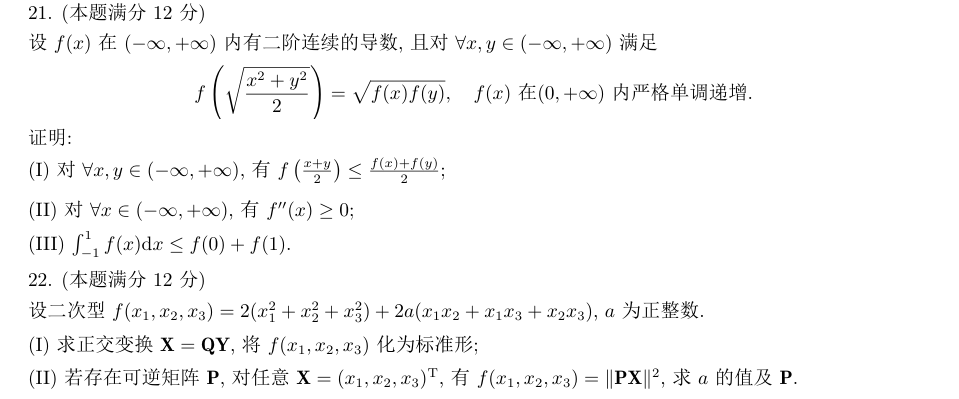 21. (本题满分 12 分)
设 f(x) 在 (−∞, +∞) 内有二阶连续的导数, 且对 ∀x, y ∈ (−∞, +∞) 满足
f(√((x² + y²)/2)) = √(f(x)f(y)), f(x) 在(0, +∞) 内严格单调递增.
证明:
(I) 对 ∀x, y ∈ (−∞, +∞), 有 f((x+y)/2) ≤ (f(x)+f(y))/2;
(II) 对 ∀x ∈ (−∞, +∞), 有 f″(x) ≥ 0;
(III) ∫₋₁¹ f(x)dx ≤ f(0) + f(1).
22. (本题满分 12 分)
设二次型 f(x₁, x₂, x₃) = 2(x₁² + x₂² + x₃²) + 2a(x₁x₂ + x₁x₃ + x₂x₃), a 为正整数.
(I) 求正交变换 X = QY, 将 f(x₁, x₂, x₃) 化为标准形;
(II) 若存在可逆矩阵 P, 对任意 X = (x₁, x₂, x₃)ᵀ, 有 f(x₁, x₂, x₃) = ‖PX‖², 求 a 的值及 P.